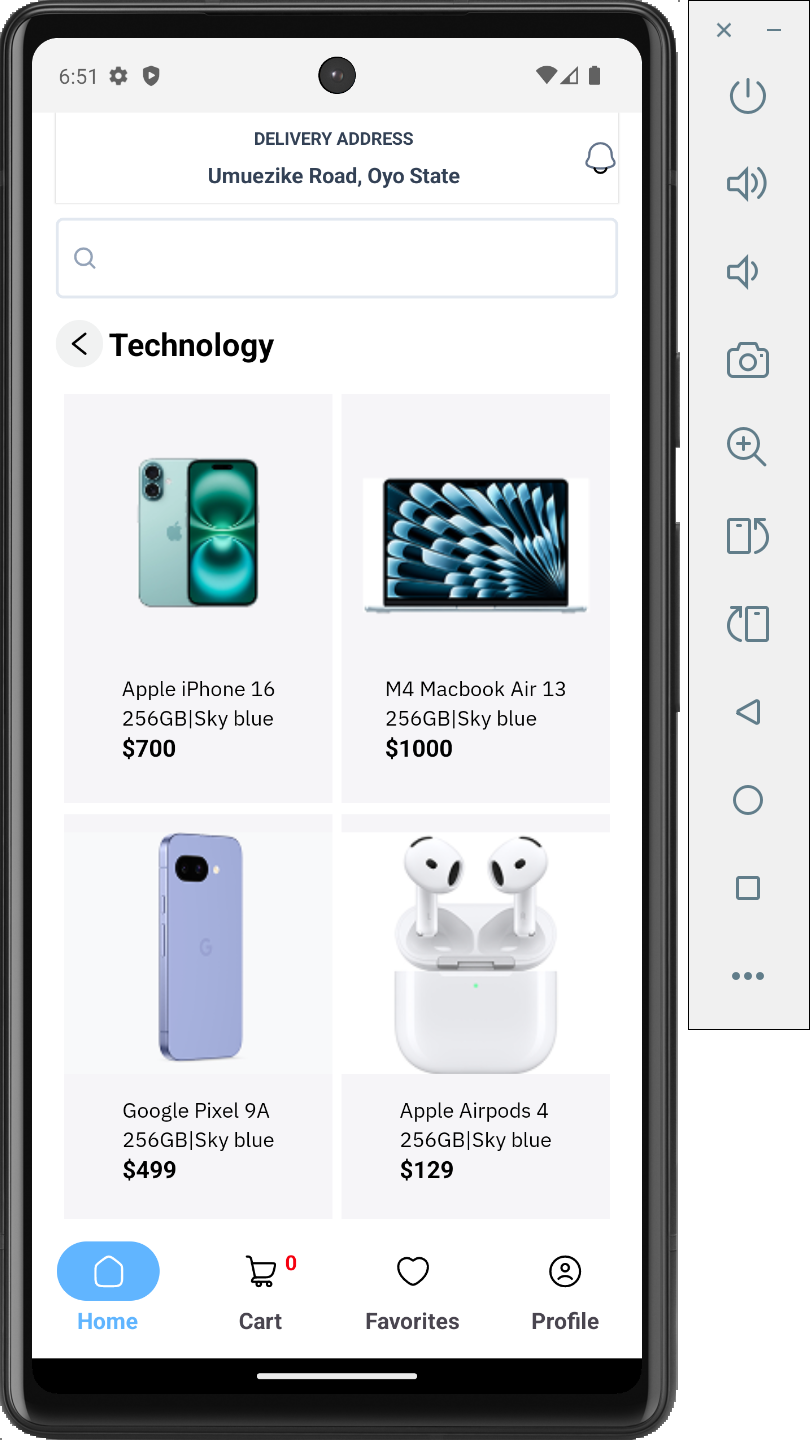 6:51
DELIVERY ADDRESS
Umuezike Road, Oyo State
Technology
Apple iPhone 16
256GB|Sky blue
$700
M4 Macbook Air 13
256GB|Sky blue
$1000
Google Pixel 9A
256GB|Sky blue
$499
Apple Airpods 4
256GB|Sky blue
$129
0
Home
Cart
Favorites
Profile